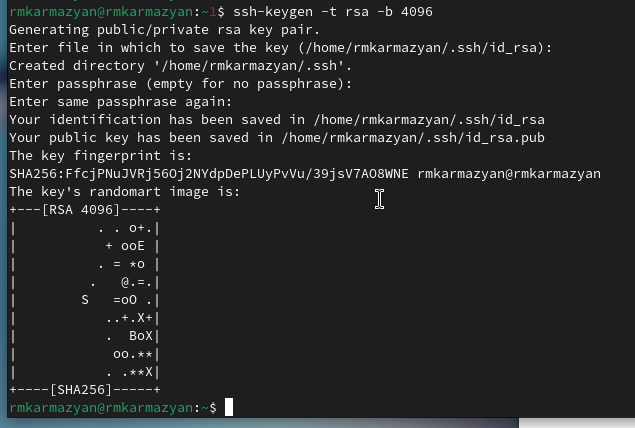 rmkarmazyan@rmkarmazyan:~1$ ssh-keygen -t rsa -b 4096
Generating public/private rsa key pair.
Enter file in which to save the key (/home/rmkarmazyan/.ssh/id_rsa):
Created directory '/home/rmkarmazyan/.ssh'.
Enter passphrase (empty for no passphrase):
Enter same passphrase again:
Your identification has been saved in /home/rmkarmazyan/.ssh/id_rsa
Your public key has been saved in /home/rmkarmazyan/.ssh/id_rsa.pub
The key fingerprint is:
SHA256:FfcjPNuJVRj56Oj2NYdpDePLUyPvVu/39jsV7AO8WNE rmkarmazyan@rmkarmazyan
The key's randomart image is:
+---[RSA 4096]----+
|           . . o+.|
|            + ooE |
|           . = *o |
|          .   @.=.|
|         S   =oO .|
|            ..+.X+|
|            .  BoX|
|             oo.**|
|            . .**X|
+----[SHA256]-----+
rmkarmazyan@rmkarmazyan:~$